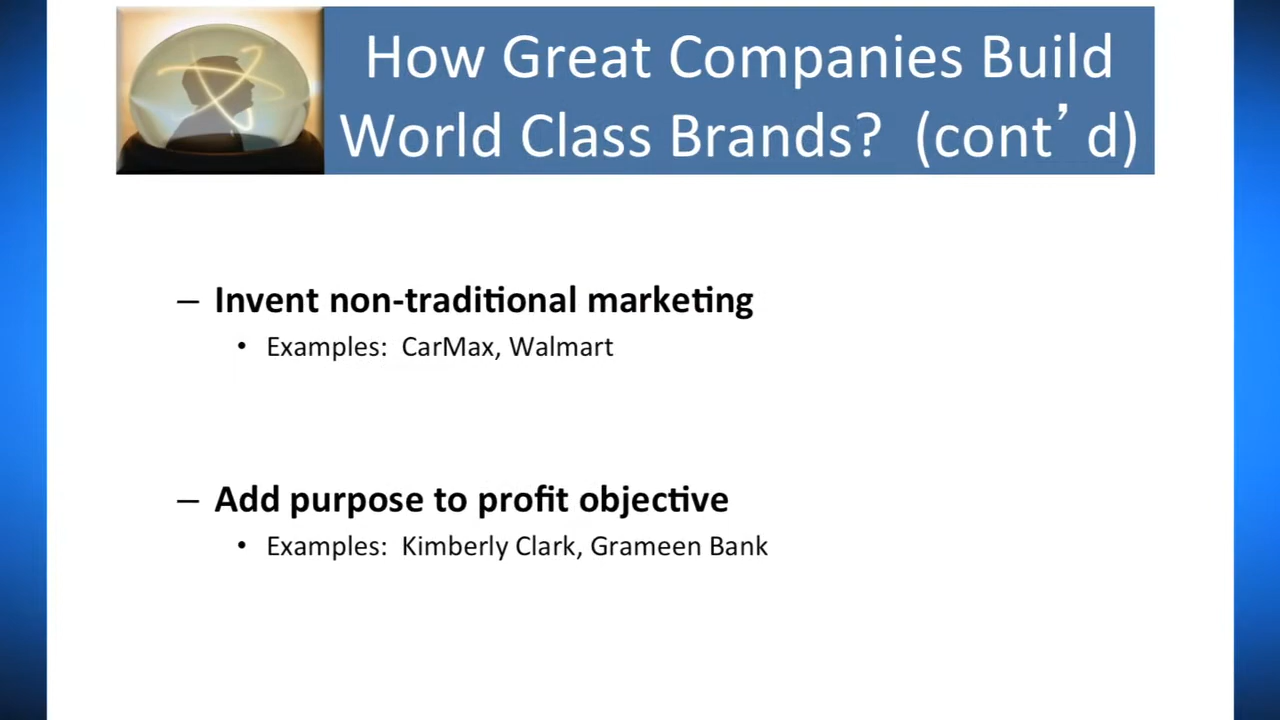 How Great Companies Build
World Class Brands? (cont’d)
– Invent non-traditional marketing
• Examples: CarMax, Walmart
– Add purpose to profit objective
• Examples: Kimberly Clark, Grameen Bank